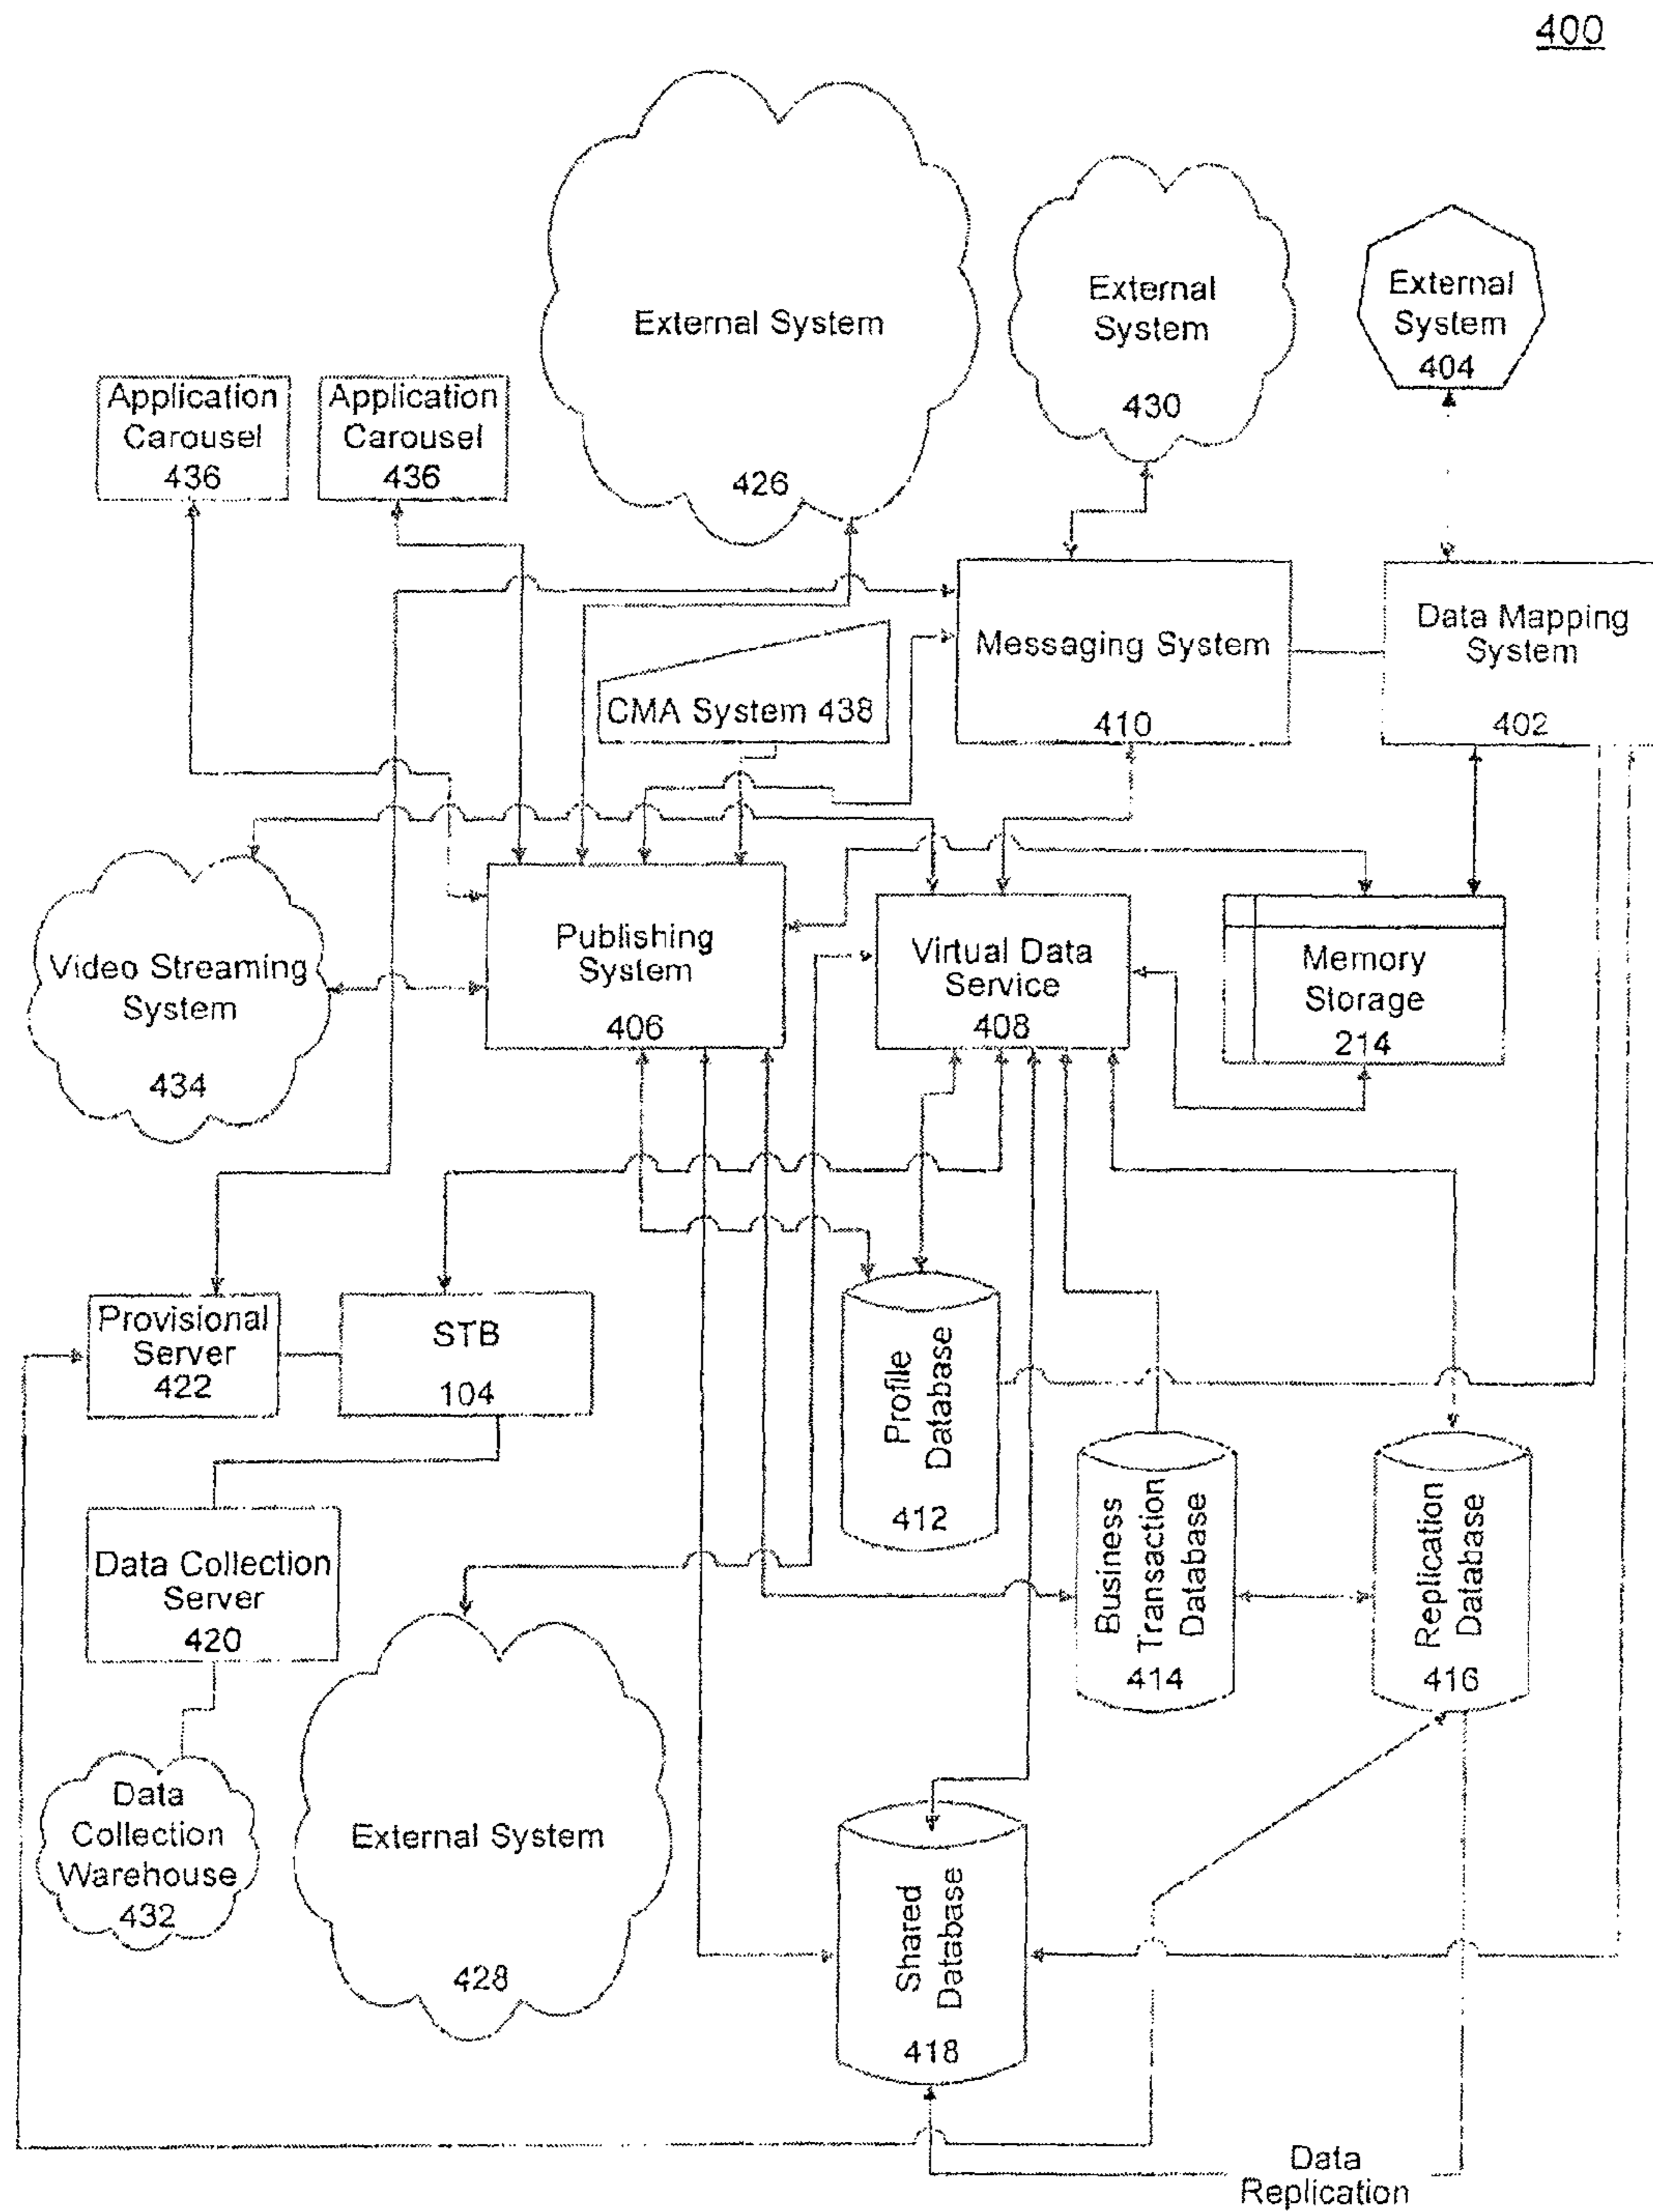 400
External System
426
External
System
430
External
System
404
Application
Carousel
436
Application
Carousel
436
Messaging System
410
Data Mapping
System
402
CMA System 438
Publishing
System
406
Virtual Data
Service
408
Memory
Storage
214
Video Streaming
System
434
Provisional
Server
422
STB
104
Profile
Database
412
Business
Transaction
Database
414
Replication
Database
416
Data Collection
Server
420
Data
Collection
Warehouse
432
External System
428
Shared
Database
418
Data
Replication